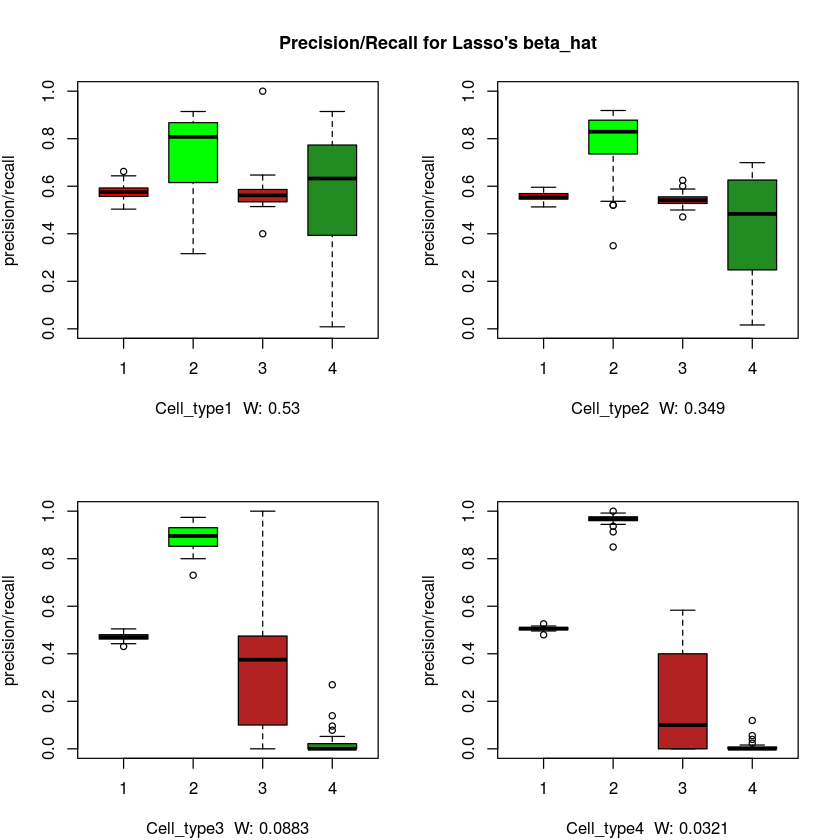 Precision/Recall for Lasso's beta_hat
precision/recall
1.0
0.8
0.6
0.4
0.2
0.0
1 2 3 4
Cell_type1 W: 0.53
precision/recall
1.0
0.8
0.6
0.4
0.2
0.0
1 2 3 4
Cell_type2 W: 0.349
precision/recall
1.0
0.8
0.6
0.4
0.2
0.0
1 2 3 4
Cell_type3 W: 0.0883
precision/recall
1.0
0.8
0.6
0.4
0.2
0.0
1 2 3 4
Cell_type4 W: 0.0321